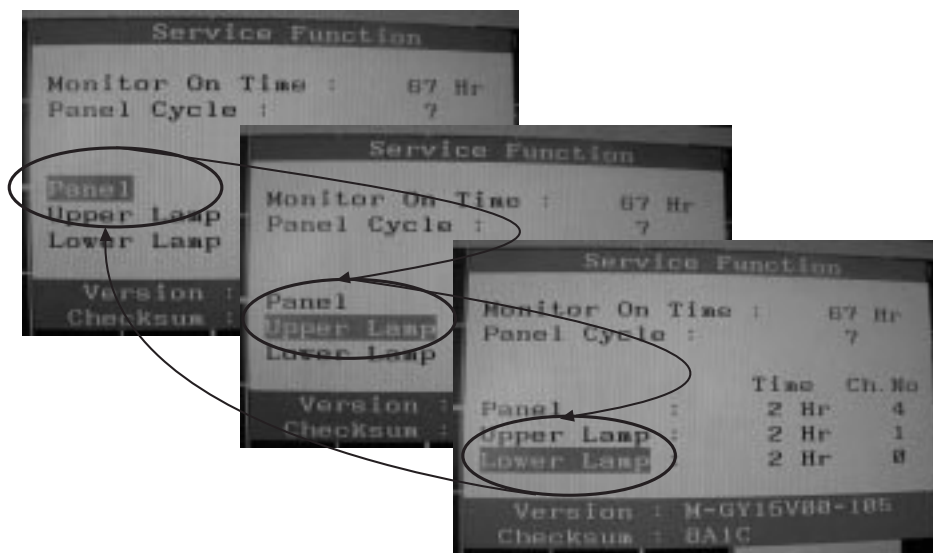 Service Function
Monitor On Time : 67 Hr
Panel Cycle : 7
Panel
Upper Lamp
Lower Lamp
Version :
Checksum :
Service Function
Monitor On Time : 67 Hr
Panel Cycle : 7
Panel
Upper Lamp
Lower Lamp
Version :
Checksum :
Service Function
Monitor On Time : 67 Hr
Panel Cycle : 7
Time Ch.No
Panel : 2 Hr 4
Upper Lamp : 2 Hr 1
Lower Lamp : 2 Hr 0
Version : M-GY15V00-105
Checksum : 8A1C